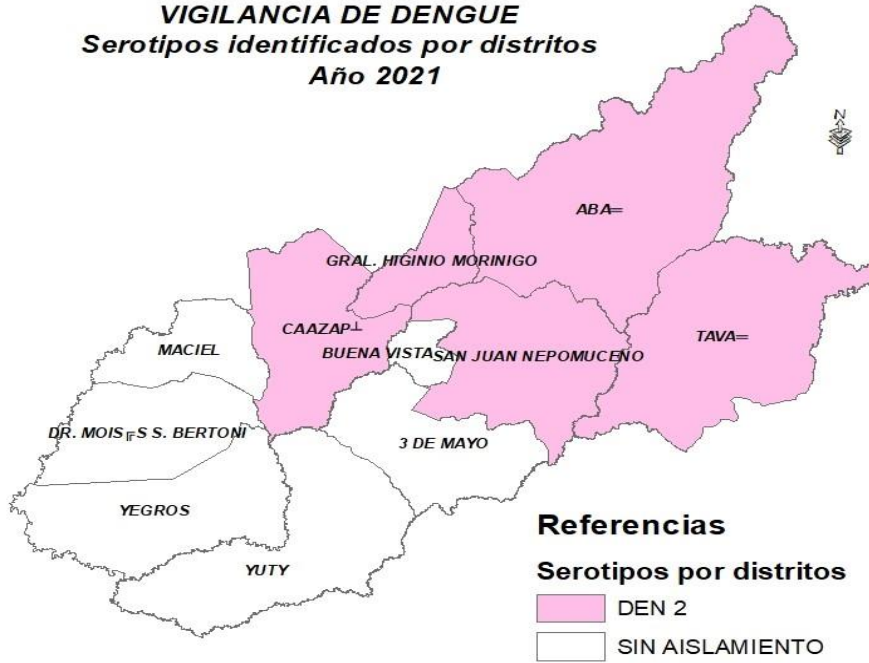 VIGILANCIA DE DENGUE
Serotipos identificados por distritos
Año 2021
N
ABA═
GRAL. HIGINIO MORINIGO
CAAZAP┴
TAVA═
MACIEL
BUENA VISTA
SAN JUAN NEPOMUCENO
DR. MOIS╔S S. BERTONI
3 DE MAYO
YEGROS
YUTY
Referencias
Serotipos por distritos
DEN 2
SIN AISLAMIENTO